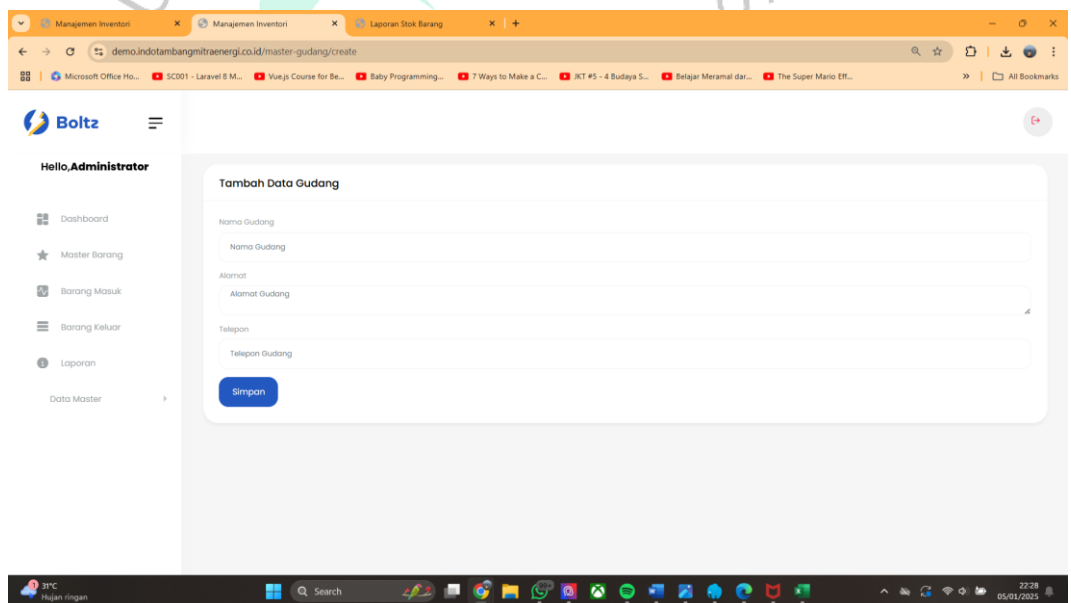 Manajemen Inventori
Manajemen Inventori
Laporan Stok Barang
demo.indotambangmitraenergi.co.id/master-gudang/create
Microsoft Office Ho...
SC001 - Laravel 8 M...
Vue.js Course for Be...
Baby Programming...
7 Ways to Make a C...
JKT #5 - 4 Budaya S...
Belajar Meramal dar...
The Super Mario Eff...
All Bookmarks
Boltz
Hello,Administrator
Dashboard
Master Barang
Barang Masuk
Barang Keluar
Laporan
Data Master
Tambah Data Gudang
Nama Gudang
Nama Gudang
Alamat
Alamat Gudang
Telepon
Telepon Gudang
Simpan
1
31°C
Hujan ringan
Search
22:28
05/01/2025